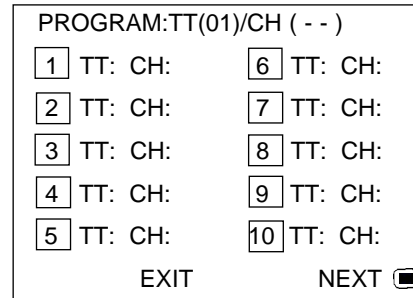 PROGRAM:TT(01)/CH ( - - )
1 TT: CH: 6 TT: CH:
2 TT: CH: 7 TT: CH:
3 TT: CH: 8 TT: CH:
4 TT: CH: 9 TT: CH:
5 TT: CH: 10 TT: CH:
EXIT NEXT